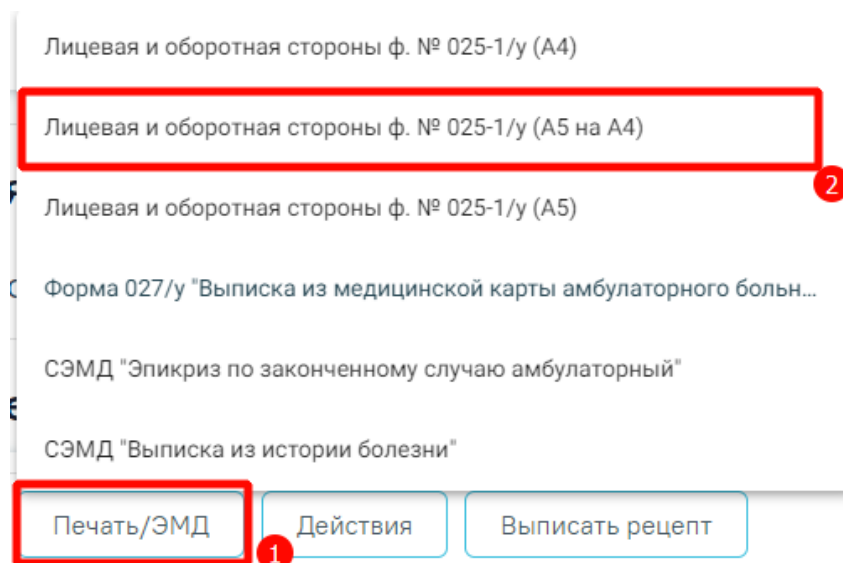 Лицевая и оборотная стороны ф. № 025-1/у (А4)
Лицевая и оборотная стороны ф. № 025-1/у (А5 на А4)
2
Лицевая и оборотная стороны ф. № 025-1/у (А5)
Форма 027/у "Выписка из медицинской карты амбулаторного больн...
СЭМД "Эпикриз по законченному случаю амбулаторный"
СЭМД "Выписка из истории болезни"
Печать/ЭМД Действия Выписать рецепт
1